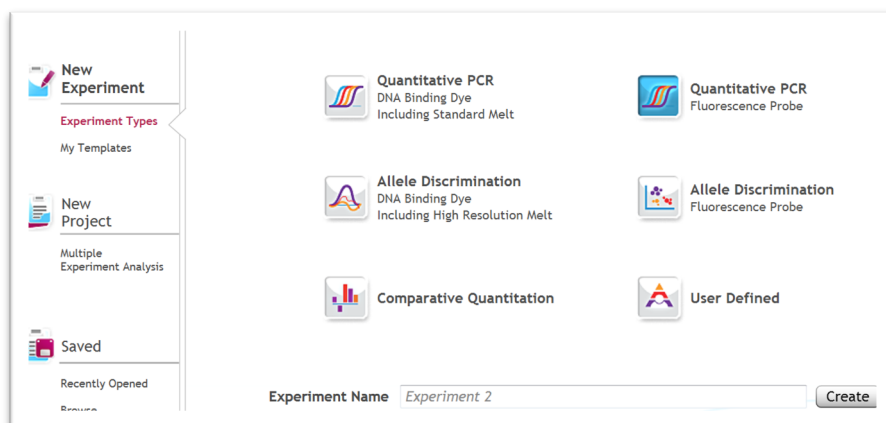 New
Experiment
Experiment Types
My Templates
New
Project
Multiple
Experiment Analysis
Saved
Recently Opened
Browse
Quantitative PCR
DNA Binding Dye
Including Standard Melt
Quantitative PCR
Fluorescence Probe
Allele Discrimination
DNA Binding Dye
Including High Resolution Melt
Allele Discrimination
Fluorescence Probe
Comparative Quantitation
User Defined
Experiment Name Experiment 2 Create